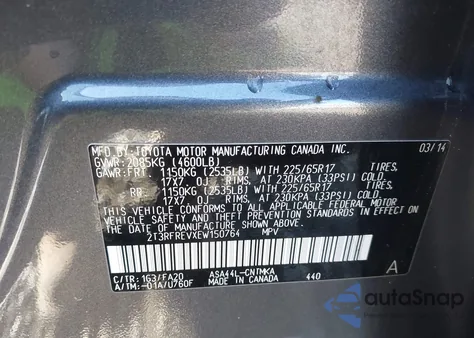 MFD BY: TOYOTA MOTOR MANUFACTURING CANADA INC. 03/14
GVWR: 2085KG (4600LB)
GAWR: FRT. 1150KG (2535LB) WITH 225/65R17
17X7 0J RIMS, AT 230KPA (33PSI) COLD.
RR 1150KG (2535LB) WITH 225/65R17
17X7 0J RIMS, AT 230KPA (33PSI) COLD.
THIS VEHICLE CONFORMS TO ALL APPLICABLE FEDERAL MOTOR
VEHICLE SAFETY AND THEFT PREVENTION STANDARDS IN
EFFECT ON THE DATE OF MANUFACTURE SHOWN ABOVE.
2T3RFREVXEW150764 MPV
C/TR: 1G3/FA20 ASA44L-CNTMKA 440 A
A/TM: -01A/U760F MADE IN CANADA
autoSnap